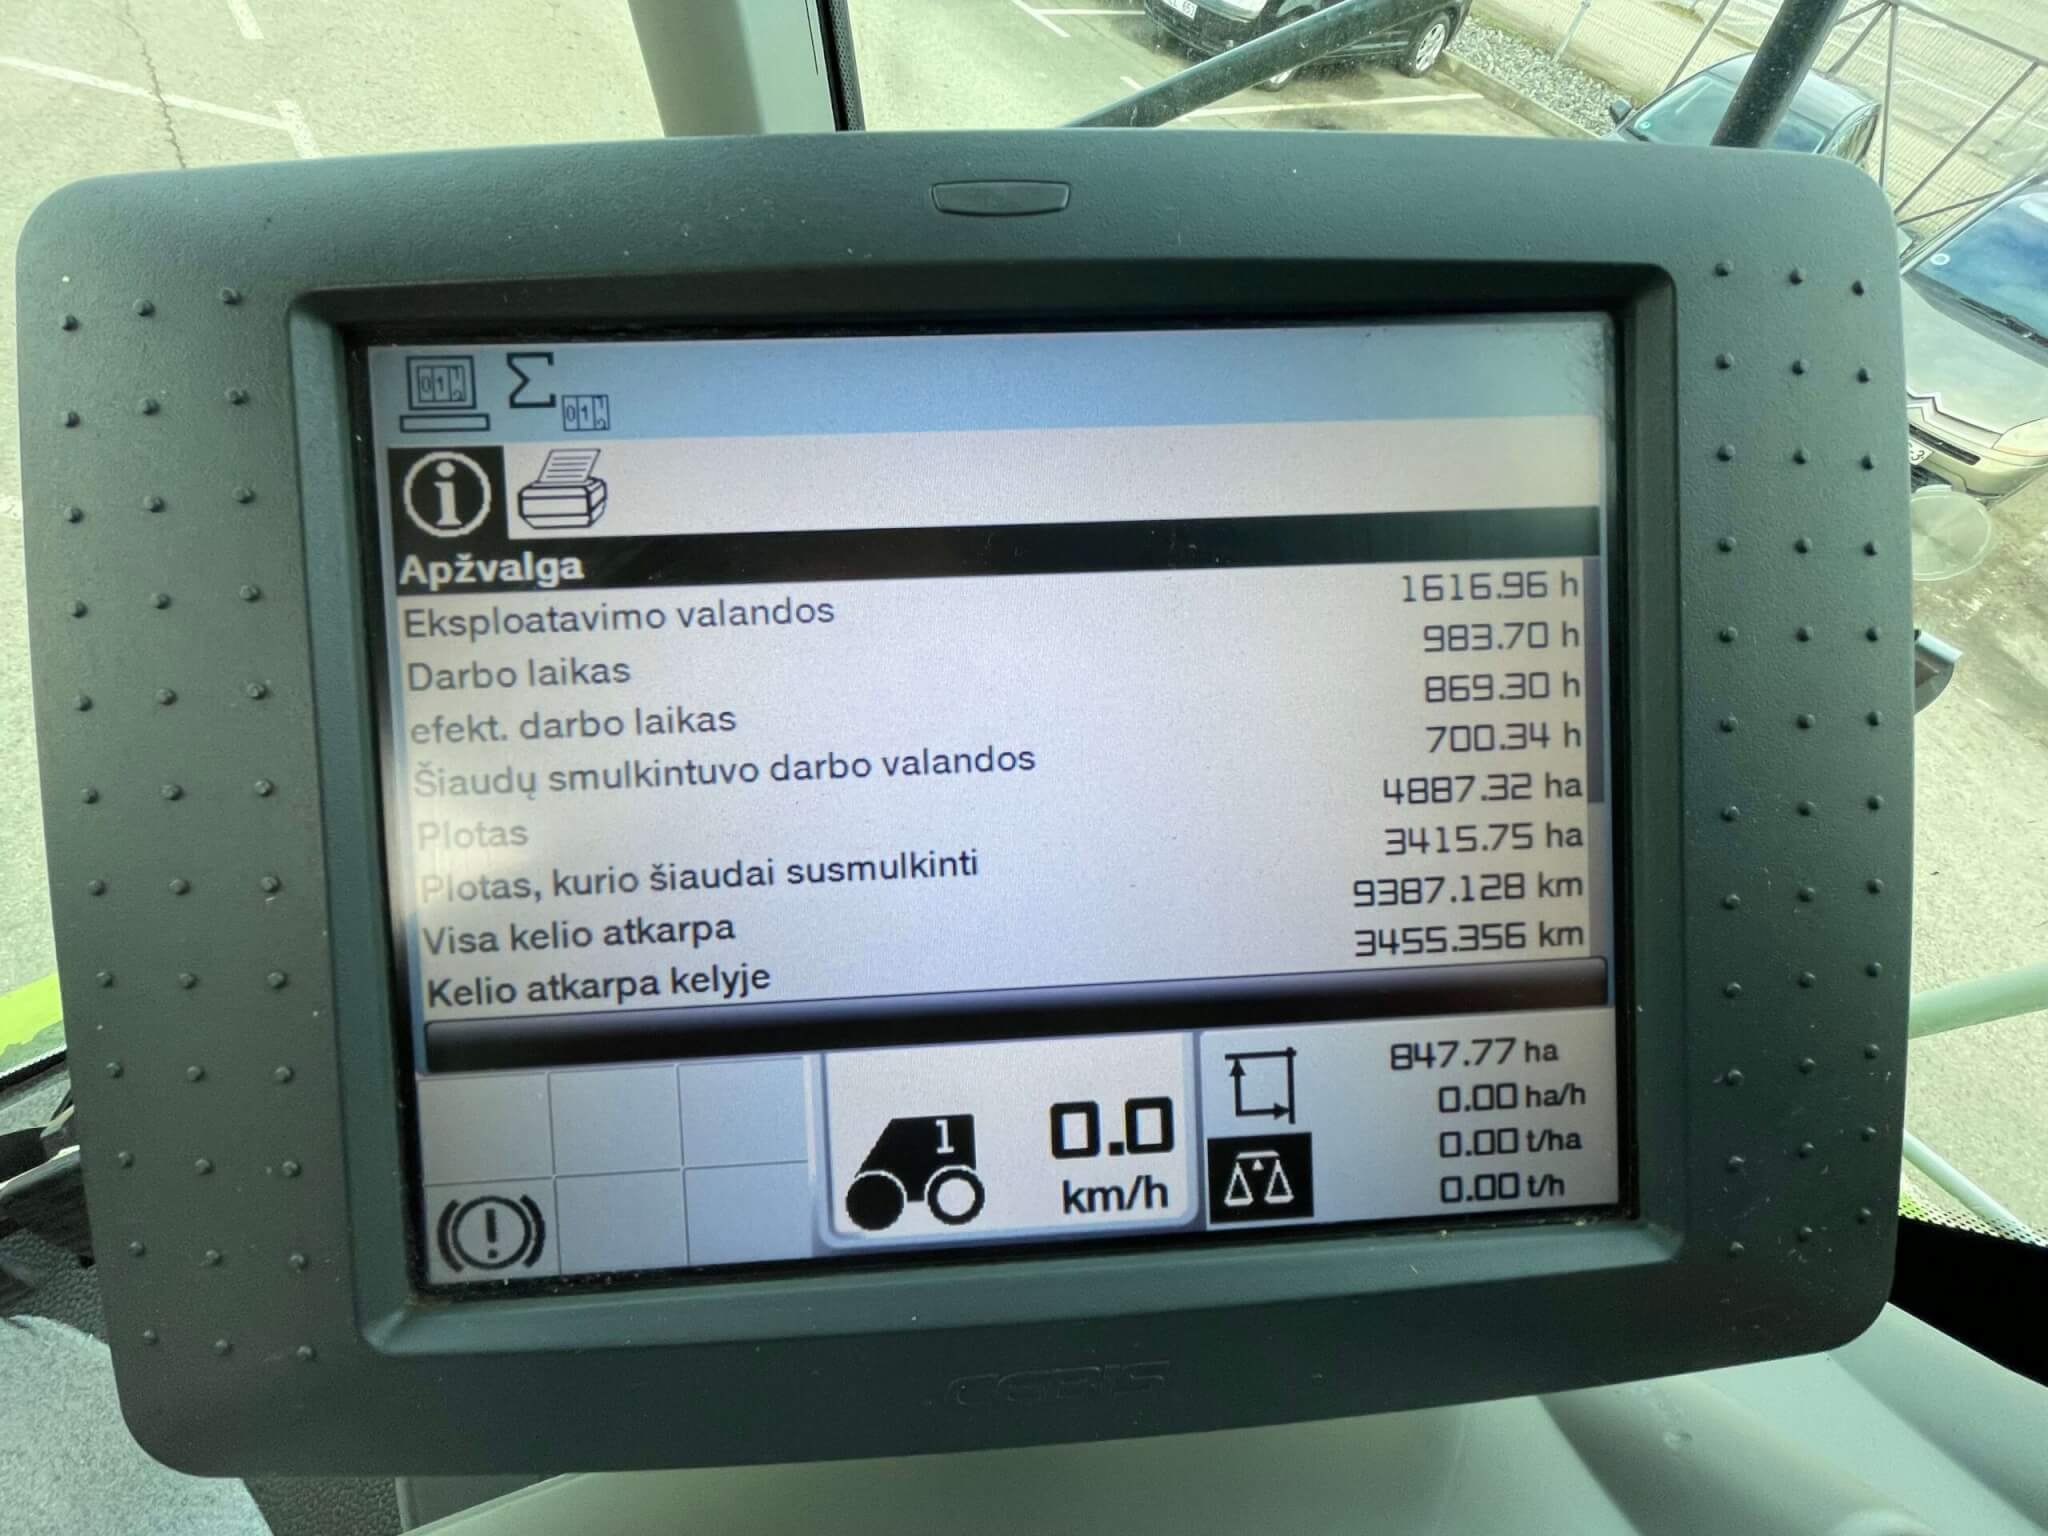 Apžvalga
Eksploatavimo valandos 1616.96 h
Darbo laikas 983.70 h
efekt. darbo laikas 869.30 h
Šiaudų smulkintuvo darbo valandos 700.34 h
Plotas 4887.32 ha
Plotas, kurio šiaudai susmulkinti 3415.75 ha
Visa kelio atkarpa 9387.128 km
Kelio atkarpa kelyje 3455.356 km
1
0.0
km/h
847.77 ha
0.00 ha/h
0.00 t/ha
0.00 t/h
CEBIS